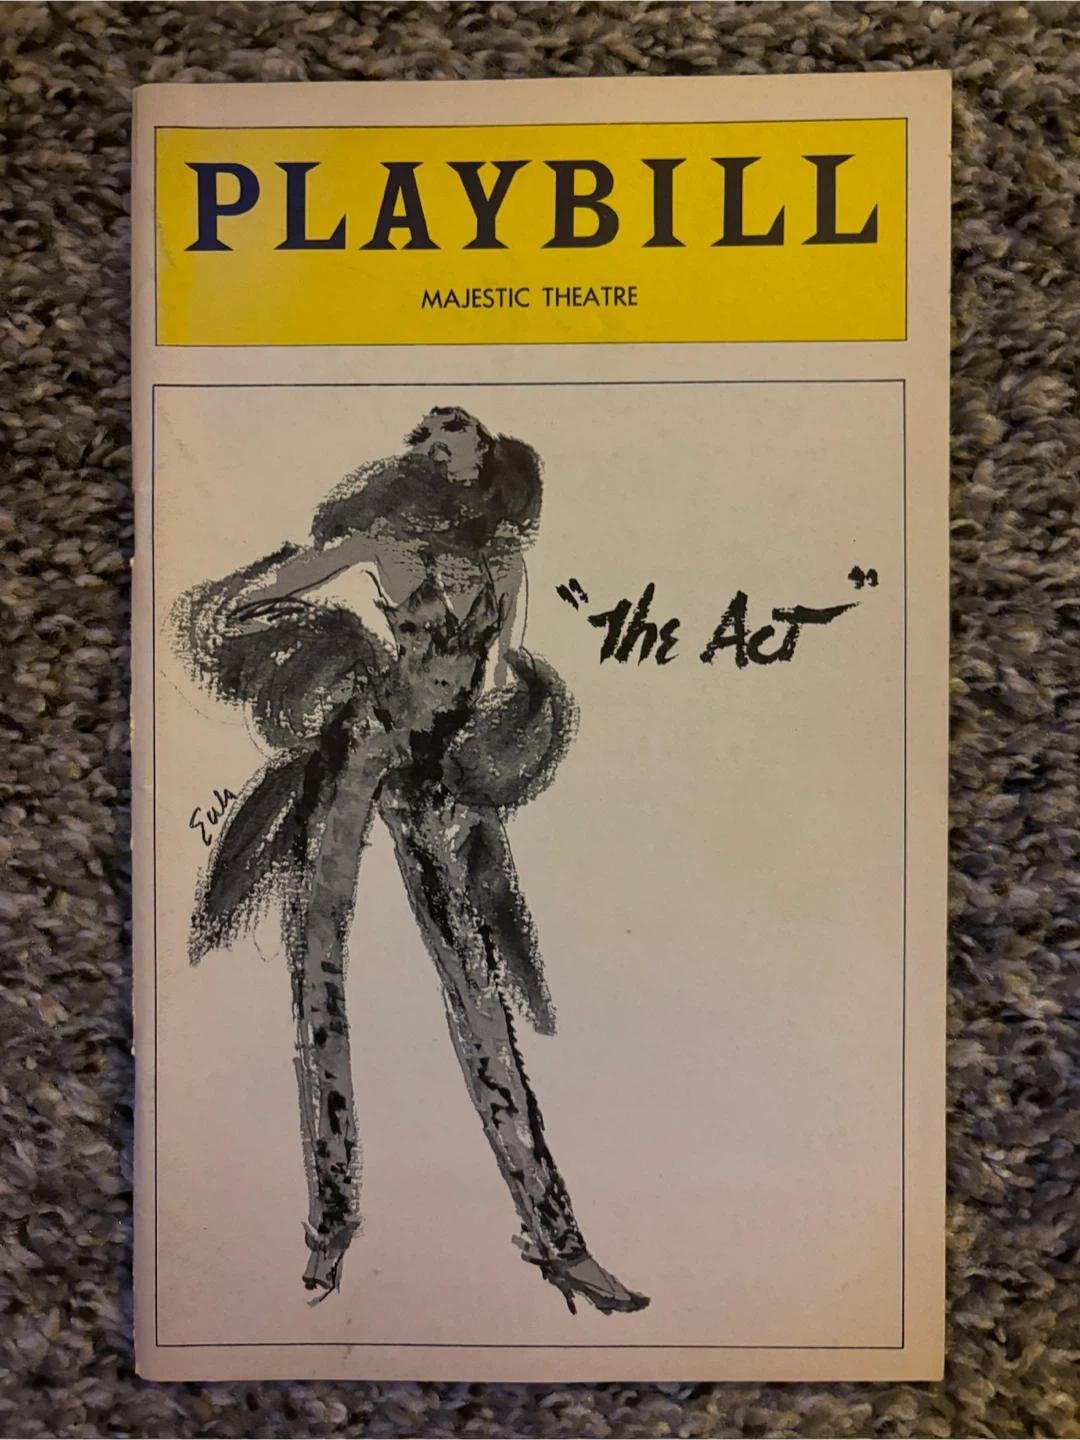 PLAYBILL
MAJESTIC THEATRE
"The Act"
Eula